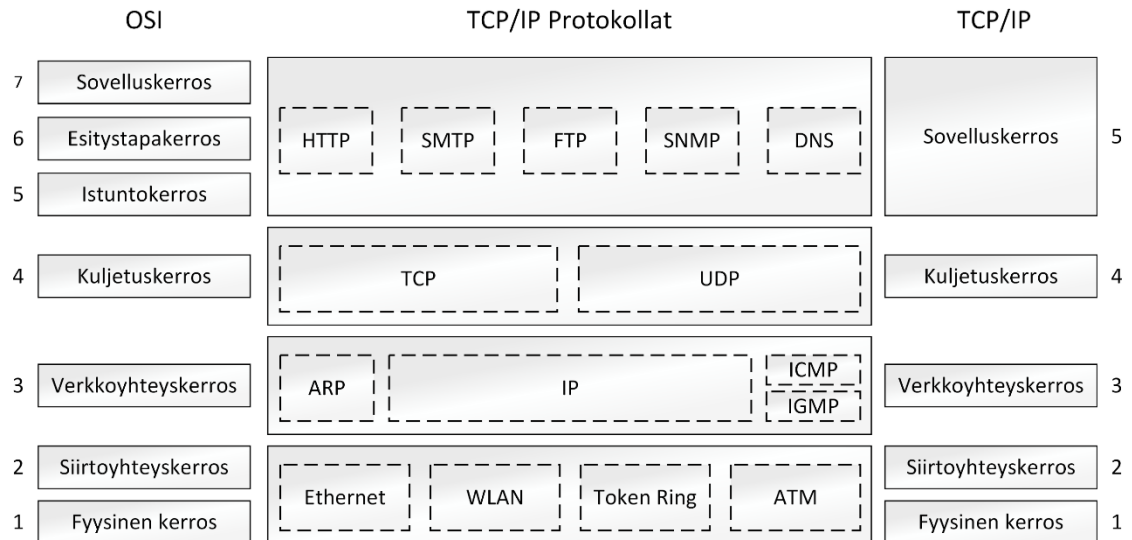 OSI TCP/IP Protokollat TCP/IP
7 Sovelluskerros
6 Esitystapakerros HTTP SMTP FTP SNMP DNS Sovelluskerros 5
5 Istuntokerros
4 Kuljetuskerros TCP UDP Kuljetuskerros 4
ICMP
3 Verkkoyhteyskerros ARP IP Verkkoyhteyskerros 3
IGMP
2 Siirtoyhteyskerros Siirtoyhteyskerros 2
Ethernet WLAN Token Ring ATM
1 Fyysinen kerros Fyysinen kerros 1